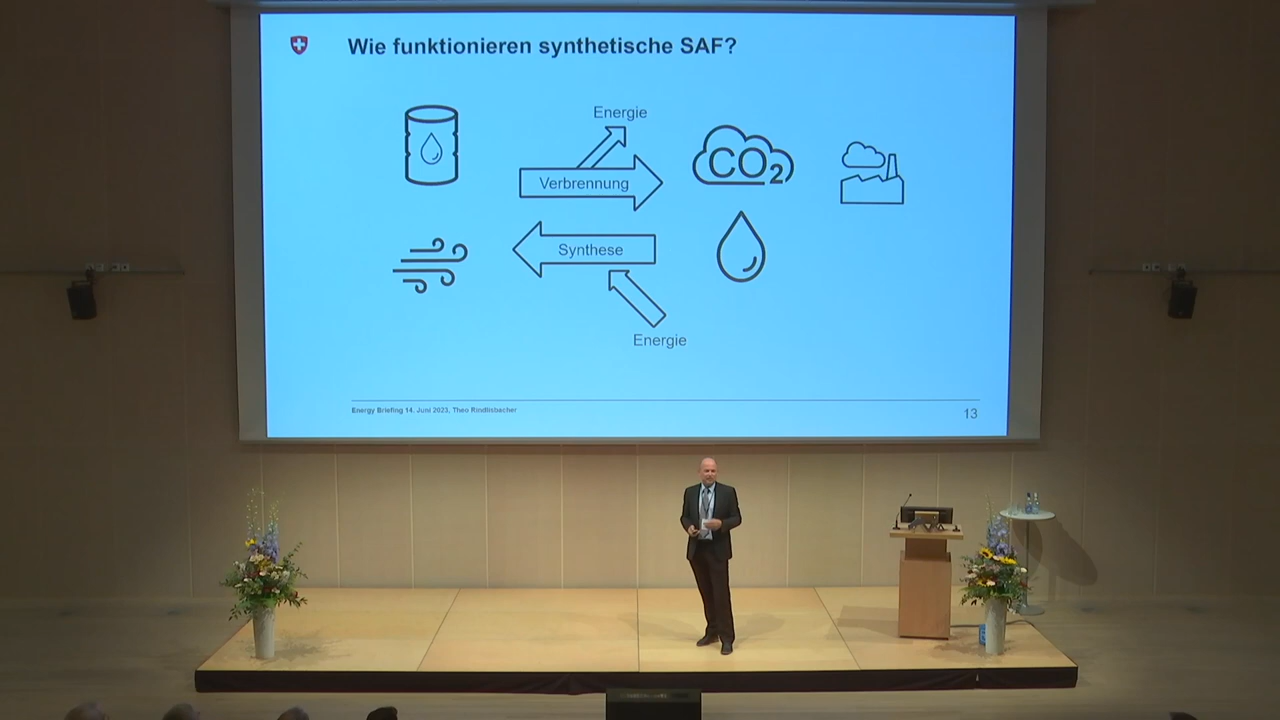 Wie funktionieren synthetische SAF?
Energie
Verbrennung
CO2
Synthese
Energie
Energy Briefing 14. Juni 2023, Theo Rindlisbacher
13